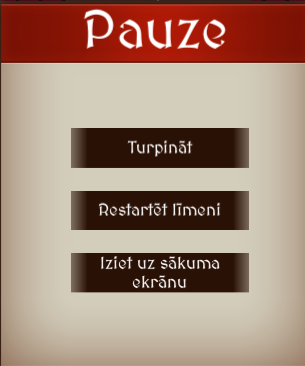 Pauze
Turpināt
Restartēt līmeni
Iziet uz sākuma
ekrānu